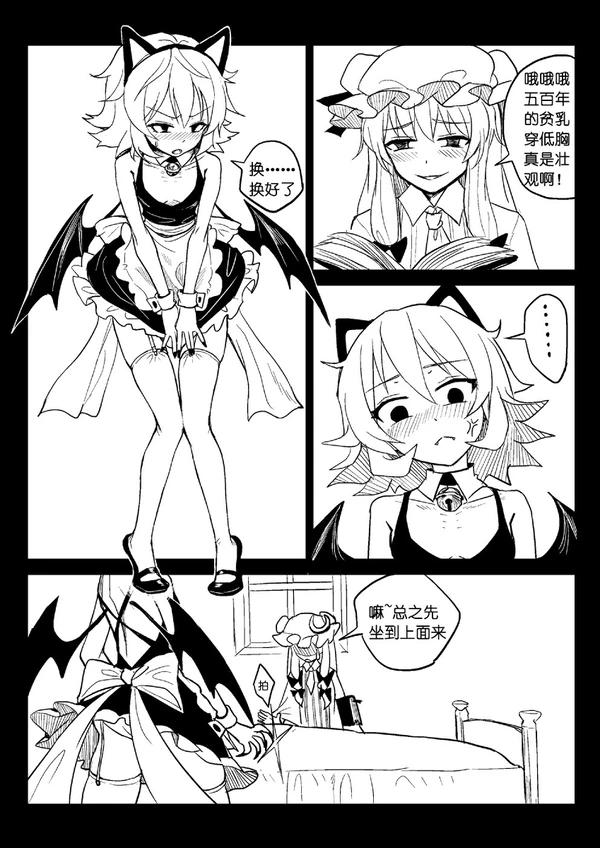 换……
换好了
哦哦哦
五百年
的贫乳
穿低胸
真是壮
观啊！
……
嘛~总之先
坐到上面来
拍